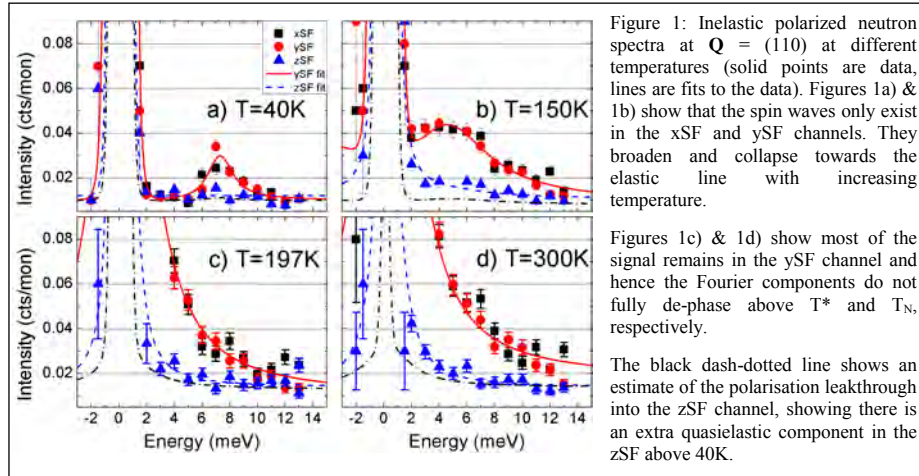 0.08
0.06
0.04
0.02
Intensity (cts/mon)
xSF
ySF
zSF
ySF fit
zSF fit
a) T=40K
b) T=150K
0.08
0.06
0.04
0.02
Intensity (cts/mon)
c) T=197K
d) T=300K
-2 0 2 4 6 8 10 12 14
-2 0 2 4 6 8 10 12 14
Energy (meV)
Energy (meV)
Figure 1: Inelastic polarized neutron
spectra at Q = (110) at different
temperatures (solid points are data,
lines are fits to the data). Figures 1a) &
1b) show that the spin waves only exist
in the xSF and ySF channels. They
broaden and collapse towards the
elastic line with increasing
temperature.
Figures 1c) & 1d) show most of the
signal remains in the ySF channel and
hence the Fourier components do not
fully de-phase above T* and TN,
respectively.
The black dash-dotted line shows an
estimate of the polarisation leakthrough
into the zSF channel, showing there is
an extra quasielastic component in the
zSF above 40K.